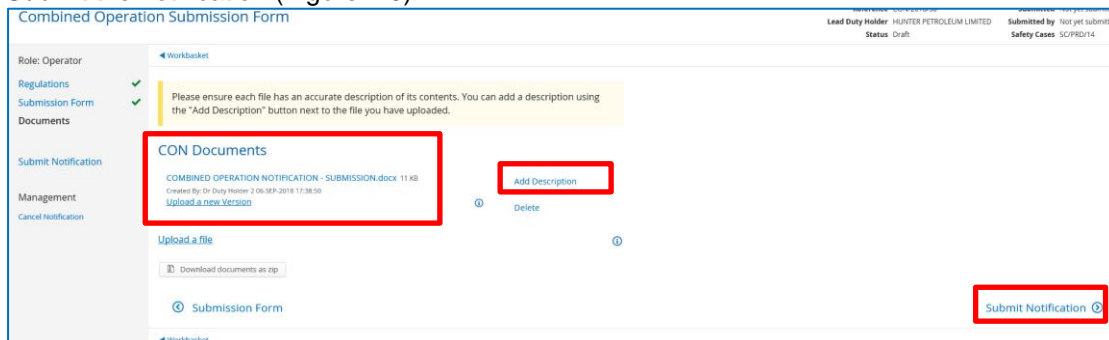 Combined Operation Submission Form
Lead Duty Holder HUNTER PETROLEUM LIMITED Submitted by Not yet submit
Status Draft Safety Cases SC/PRD/14
Role: Operator
Regulations
Submission Form
Documents
Submit Notification
Management
Cancel Notification
Workbasket
Please ensure each file has an accurate description of its contents. You can add a description using
the "Add Description" button next to the file you have uploaded.
CON Documents
COMBINED OPERATION NOTIFICATION - SUBMISSION.docx 11 KB
Created By: Dr Duty Holder 2 06-SEP-2018 17:38:50
Upload a new Version
Add Description
Delete
Upload a file
Download documents as zip
Submission Form
Submit Notification